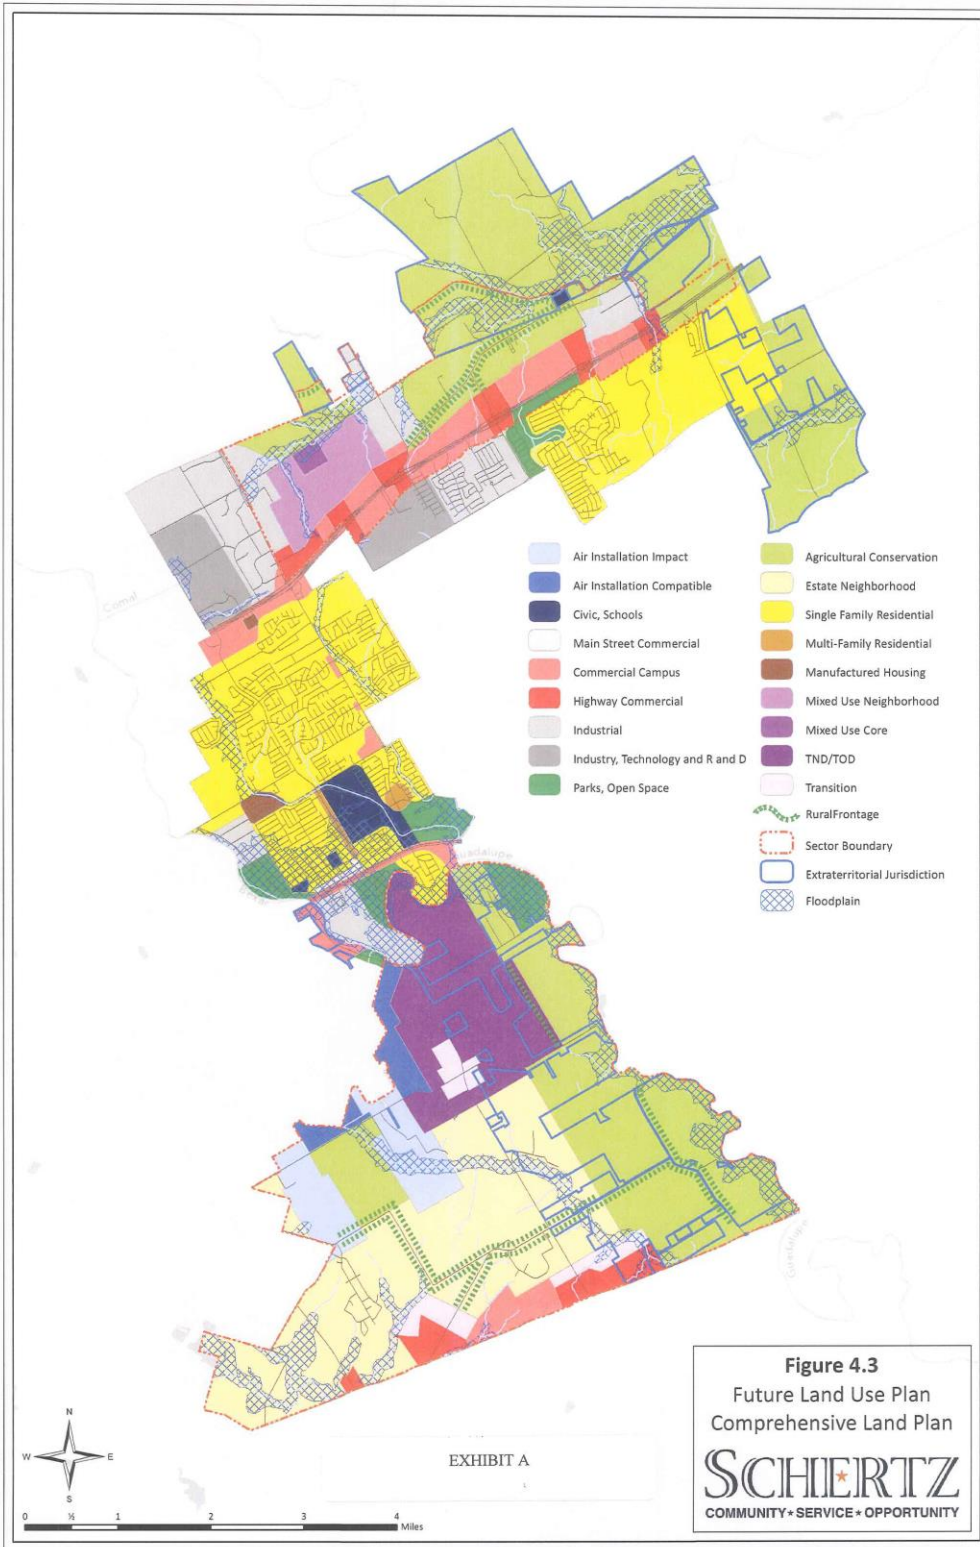 Comal
Guadalupe
Bexar
Guadalupe
Air Installation Impact
Air Installation Compatible
Civic, Schools
Main Street Commercial
Commercial Campus
Highway Commercial
Industrial
Industry, Technology and R and D
Parks, Open Space
Agricultural Conservation
Estate Neighborhood
Single Family Residential
Multi-Family Residential
Manufactured Housing
Mixed Use Neighborhood
Mixed Use Core
TND/TOD
Transition
RuralFrontage
Sector Boundary
Extraterritorial Jurisdiction
Floodplain
Figure 4.3
Future Land Use Plan
Comprehensive Land Plan
SCHERTZ
COMMUNITY★SERVICE★OPPORTUNITY
N
W E
S
EXHIBIT A
0 ½ 1 2 3 4
Miles